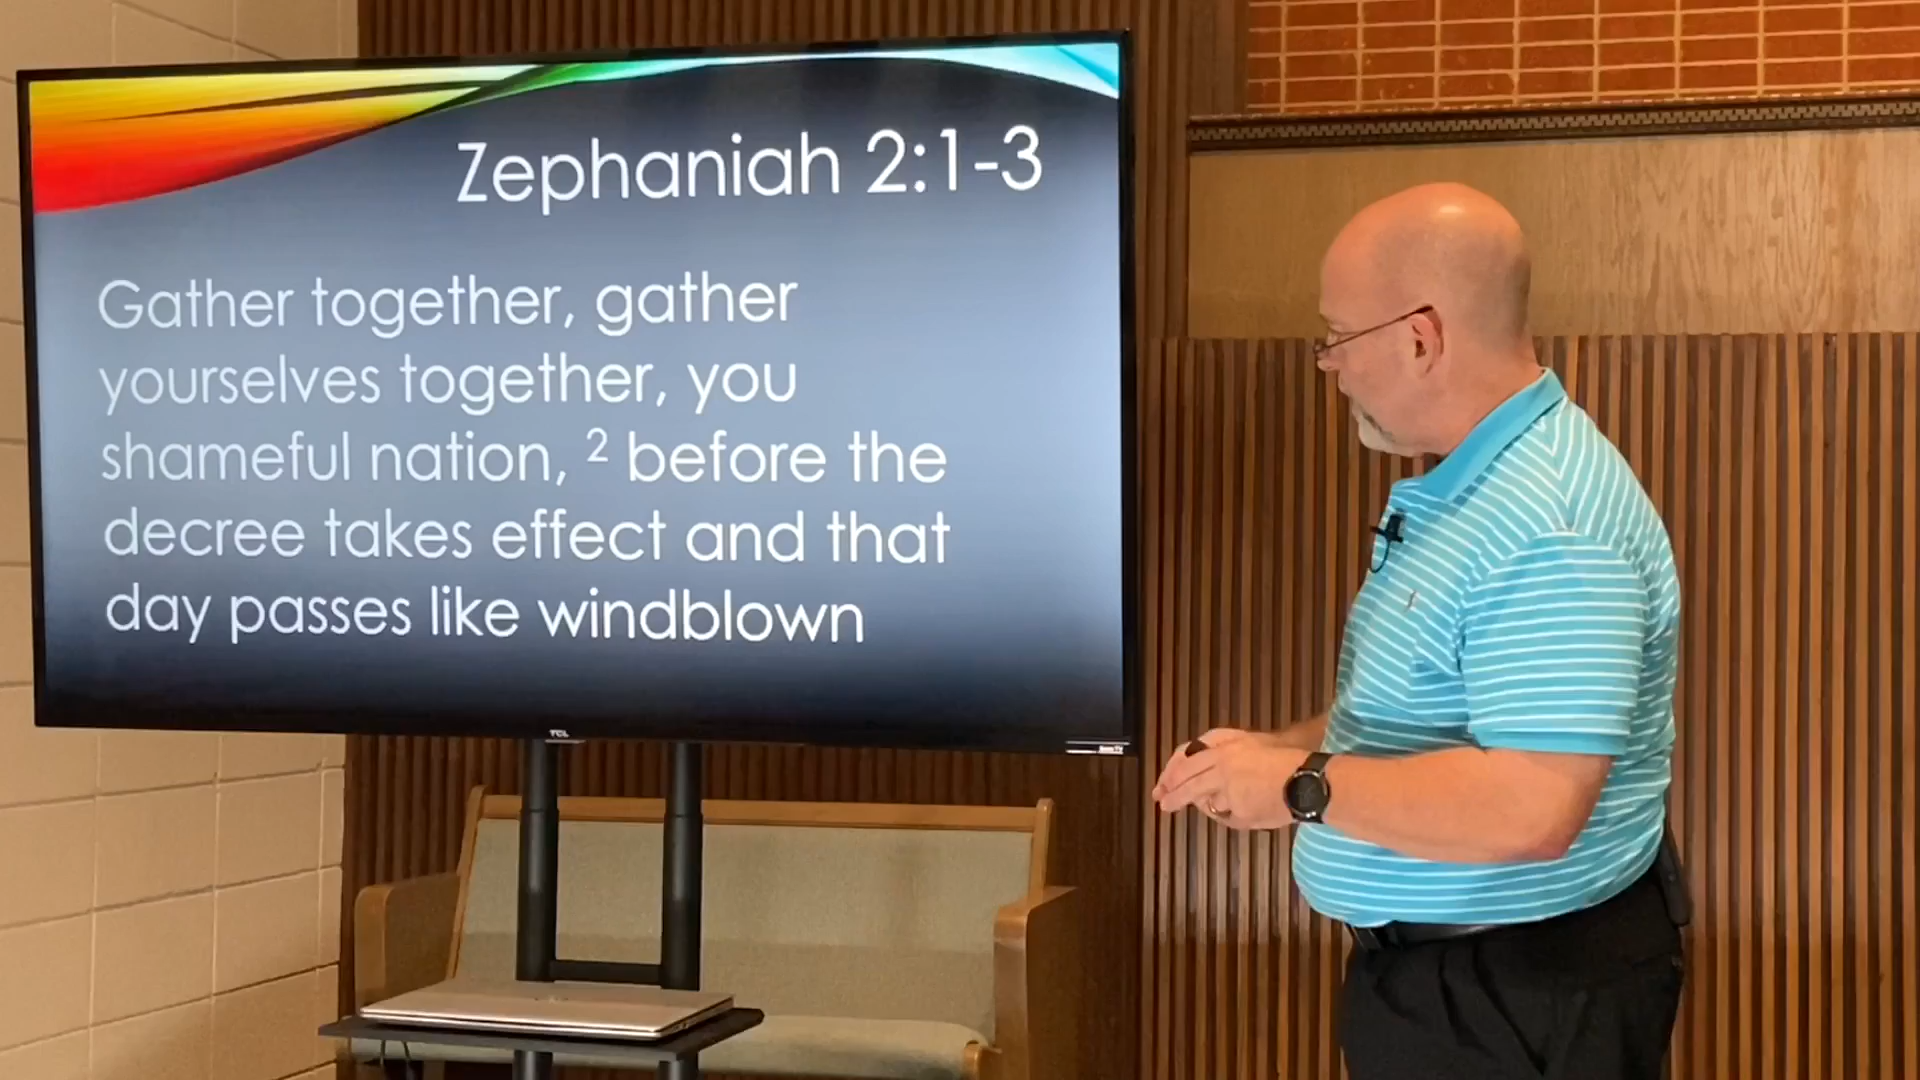 Zephaniah 2:1-3
Gather together, gather
yourselves together, you
shameful nation, ² before the
decree takes effect and that
day passes like windblown
TCL